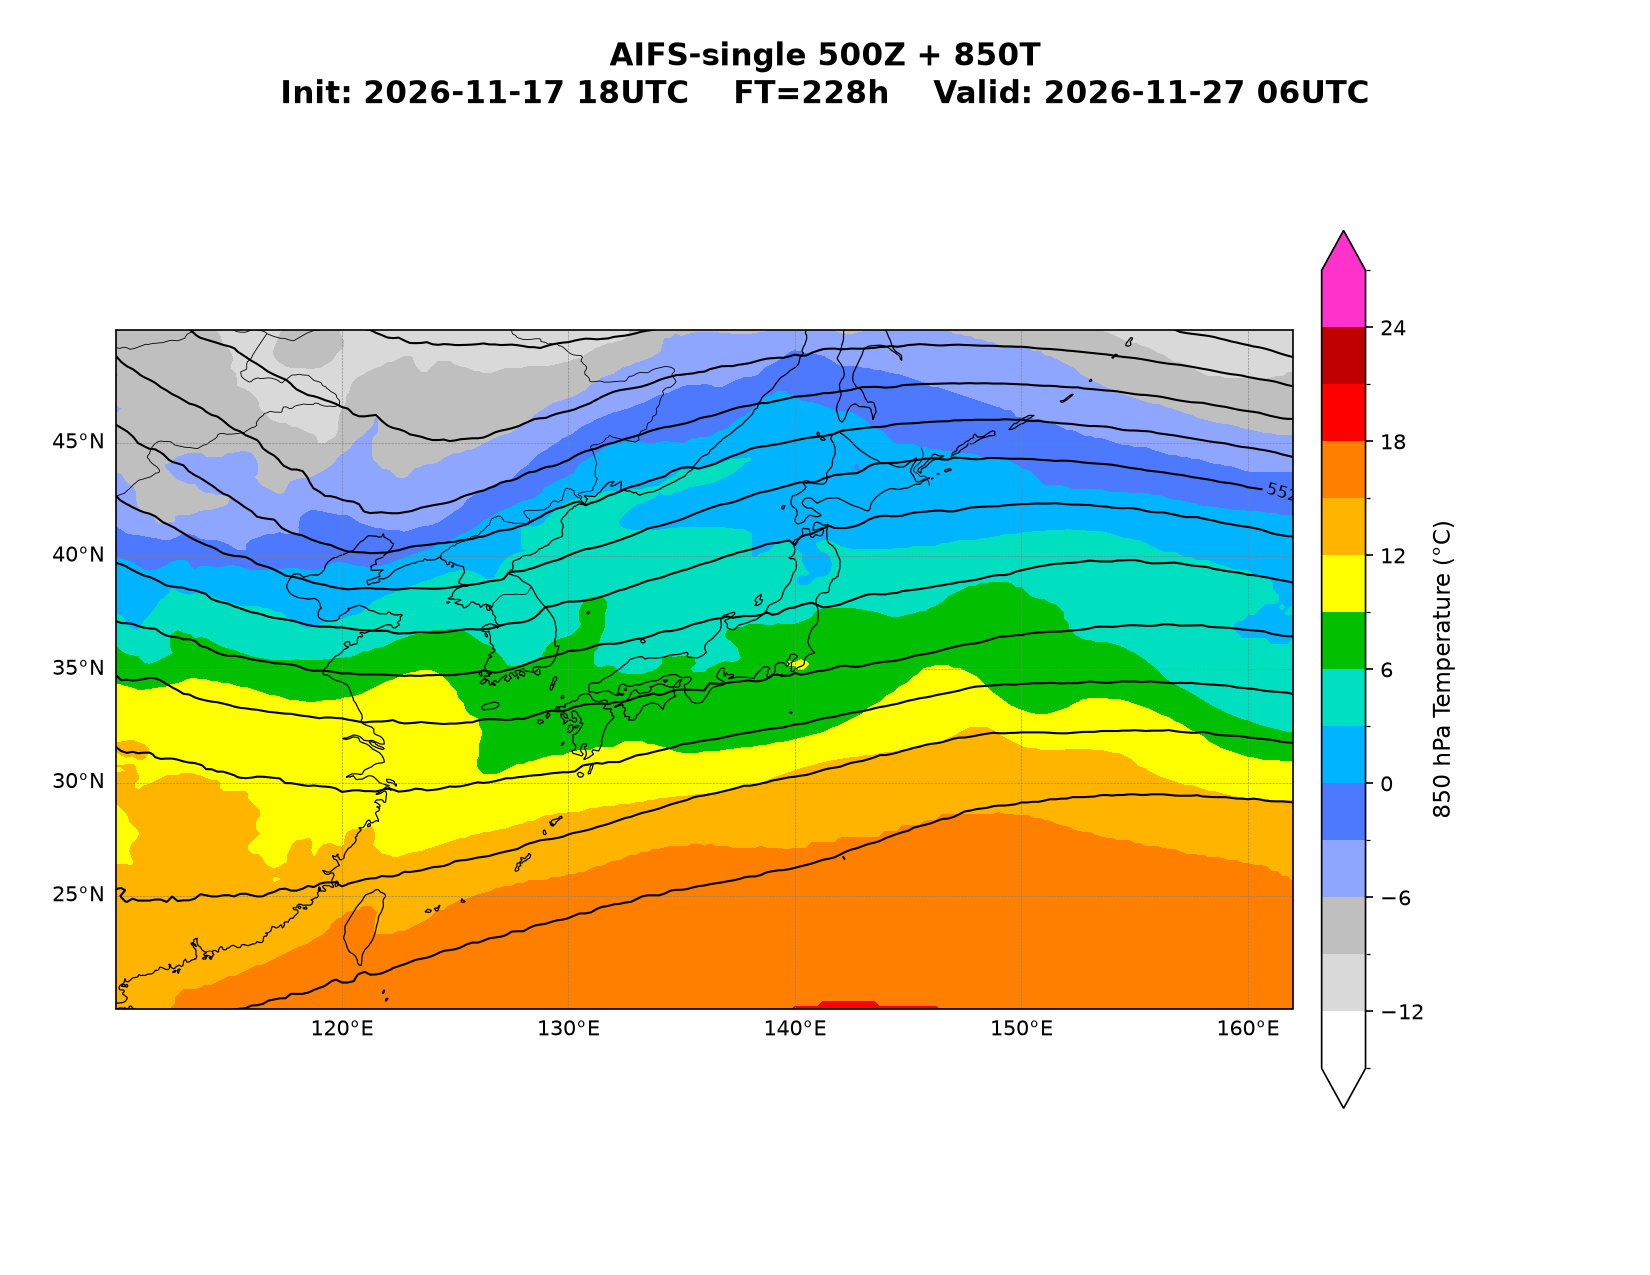 AIFS-single 500Z + 850T
Init: 2026-11-17 18UTC    FT=228h    Valid: 2026-11-27 06UTC
24
18
12
6
0
−6
−12
850 hPa Temperature (°C)
45°N
40°N
35°N
30°N
25°N
552
120°E
130°E
140°E
150°E
160°E